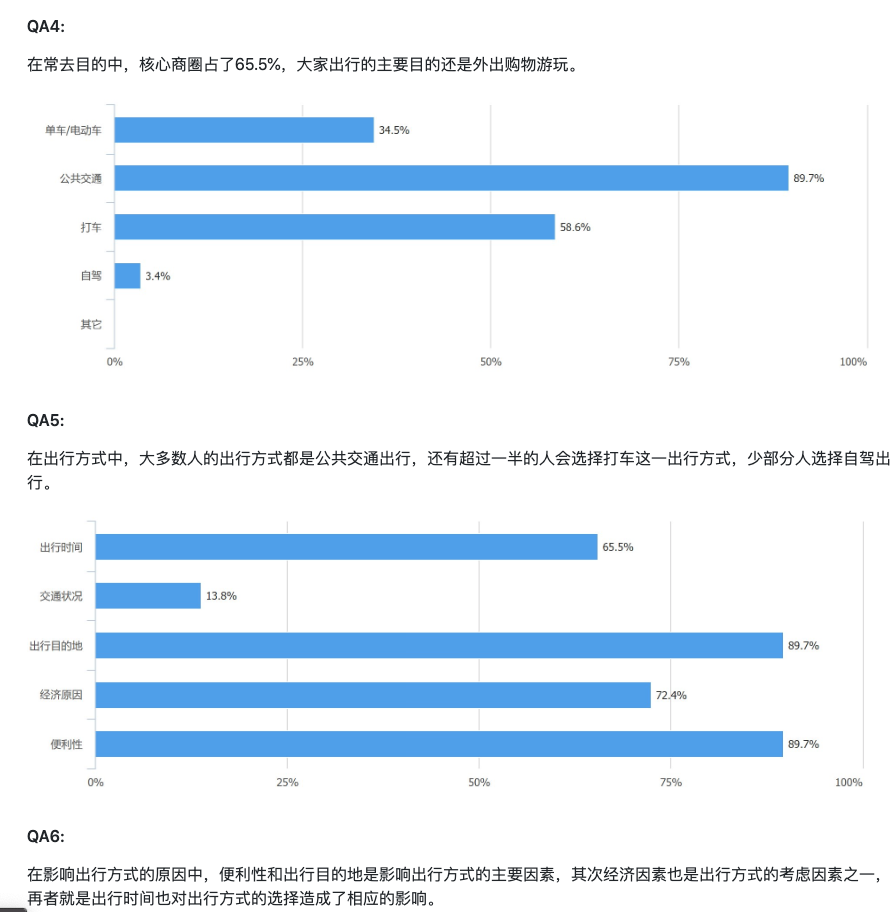 QA4:
在常去目的中，核心商圈占了65.5%，大家出行的主要目的还是外出购物游玩。
单车/电动车 34.5%
公共交通 89.7%
打车 58.6%
自驾 3.4%
其它
0% 25% 50% 75% 100%
QA5:
在出行方式中，大多数人的出行方式都是公共交通出行，还有超过一半的人会选择打车这一出行方式，少部分人选择自驾出
行。
出行时间 65.5%
交通状况 13.8%
出行目的地 89.7%
经济原因 72.4%
便利性 89.7%
0% 25% 50% 75% 100%
QA6:
在影响出行方式的原因中，便利性和出行目的地是影响出行方式的主要因素，其次经济因素也是出行方式的考虑因素之一，
再者就是出行时间也对出行方式的选择造成了相应的影响。